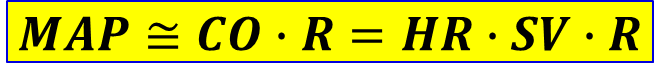 MAP ≅ CO · R = HR · SV · R